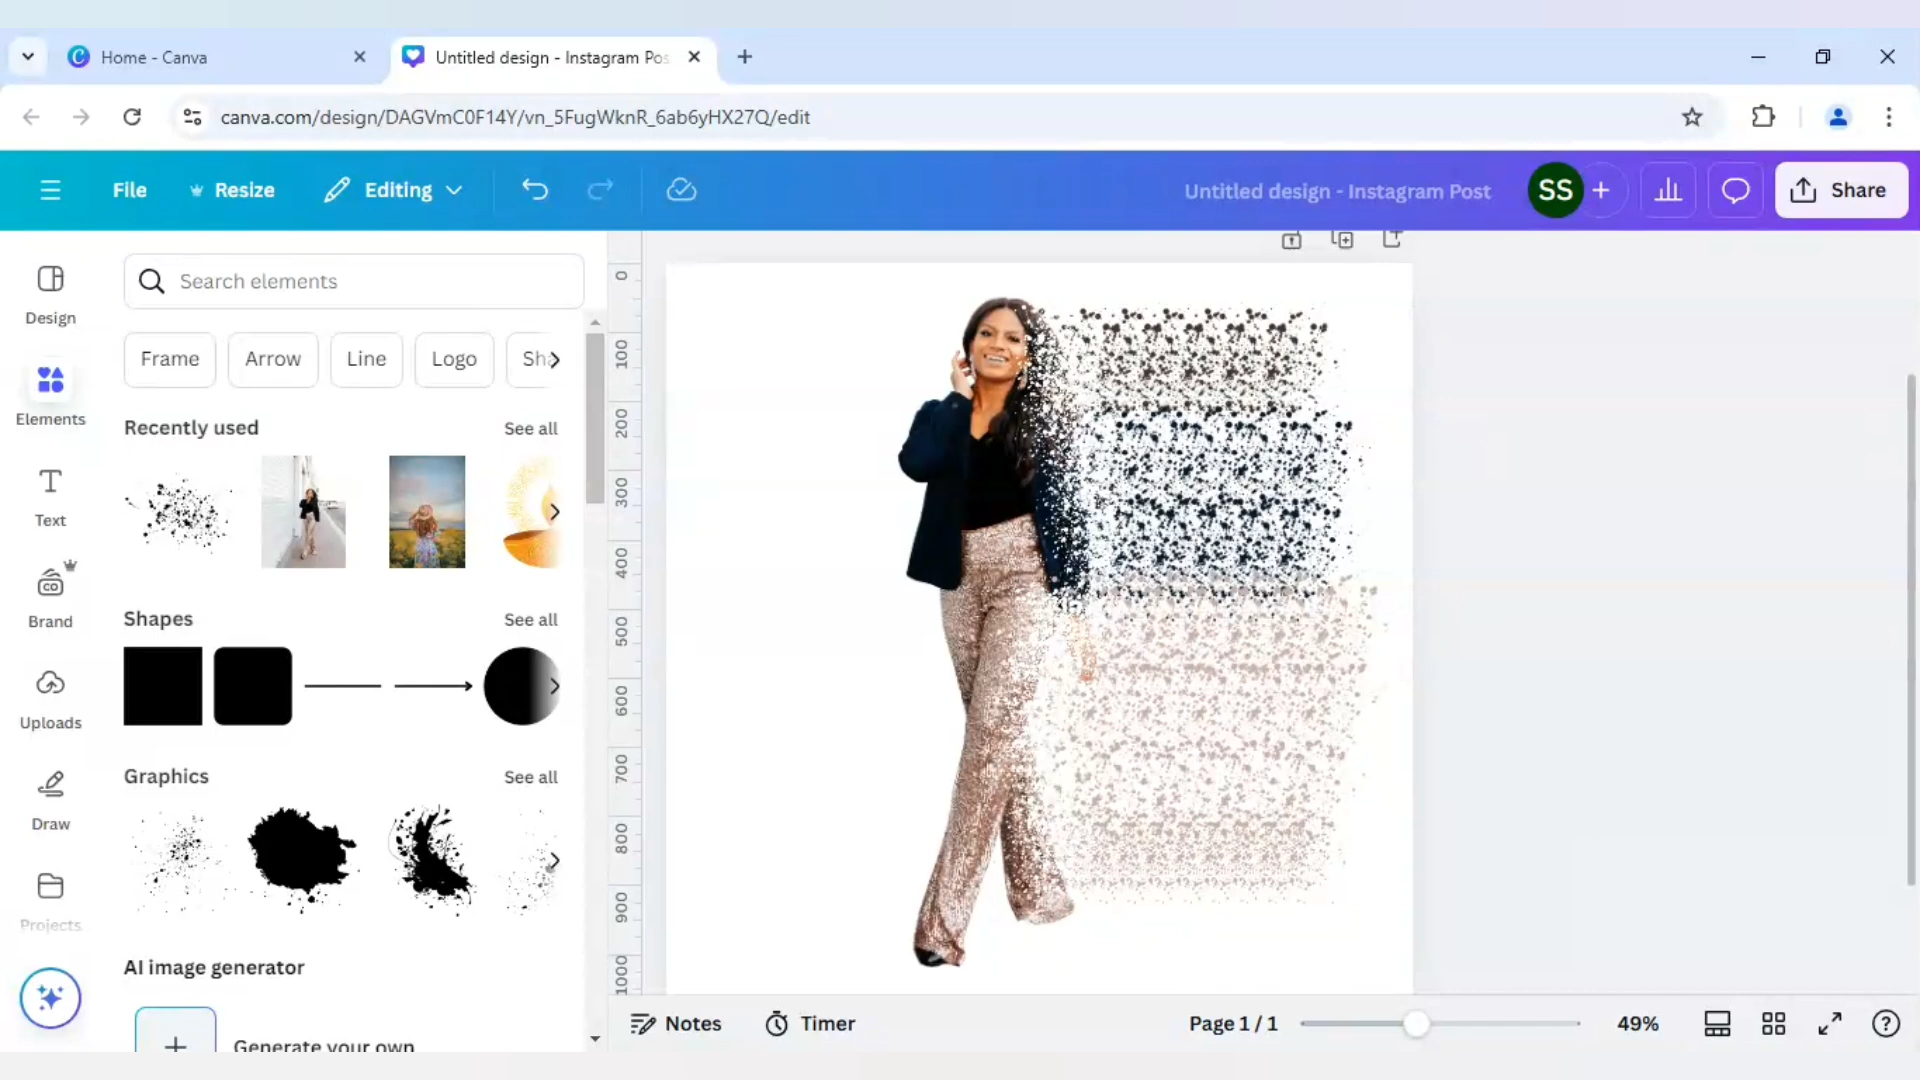 Home - Canva
Untitled design - Instagram Pos
canva.com/design/DAGVmC0F14Y/vn_5FugWknR_6ab6yHX27Q/edit
File
Resize
Editing
Untitled design - Instagram Post
SS
Share
Design
Elements
Text
Brand
Uploads
Draw
Projects
Search elements
Frame
Arrow
Line
Logo
Sha
Recently used
See all
Shapes
See all
Graphics
See all
AI image generator
Generate your own
0
100
200
300
400
500
600
700
800
900
1000
Notes
Timer
Page 1 / 1
49%